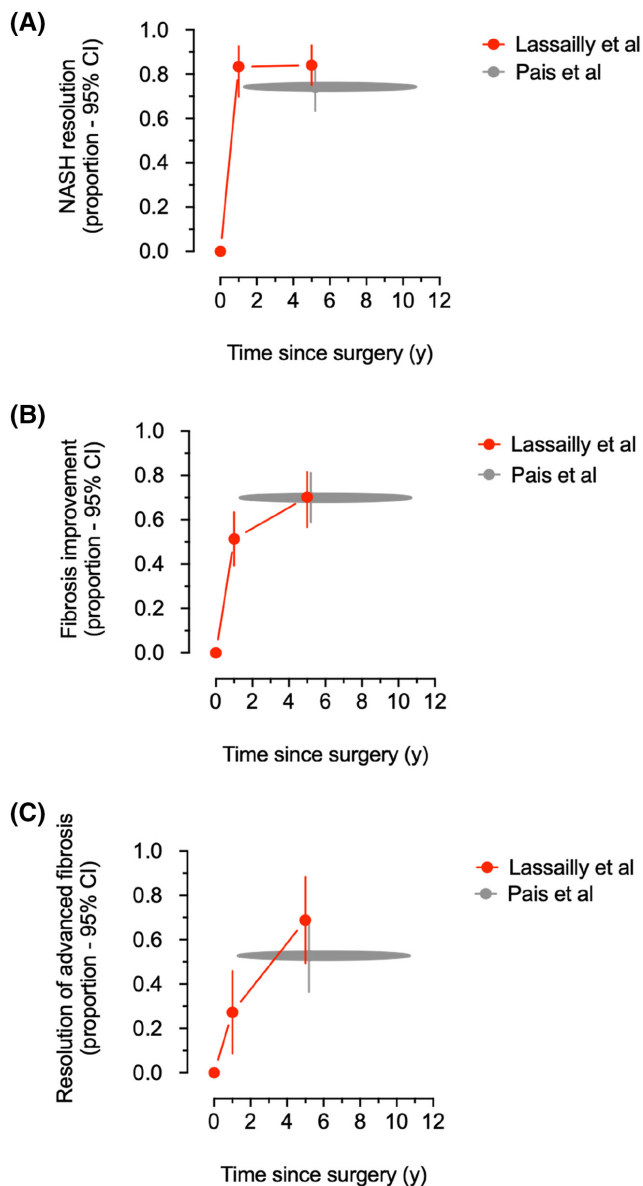 (A)
NASH resolution
(proportion - 95% CI)
1.0
0.8
0.6
0.4
0.2
0.0
0 2 4 6 8 10 12
Time since surgery (y)
Lassailly et al
Pais et al
(B)
Fibrosis improvement
(proportion - 95% CI)
1.0
0.8
0.6
0.4
0.2
0.0
0 2 4 6 8 10 12
Time since surgery (y)
Lassailly et al
Pais et al
(C)
Resolution of advanced fibrosis
(proportion - 95% CI)
1.0
0.8
0.6
0.4
0.2
0.0
0 2 4 6 8 10 12
Time since surgery (y)
Lassailly et al
Pais et al